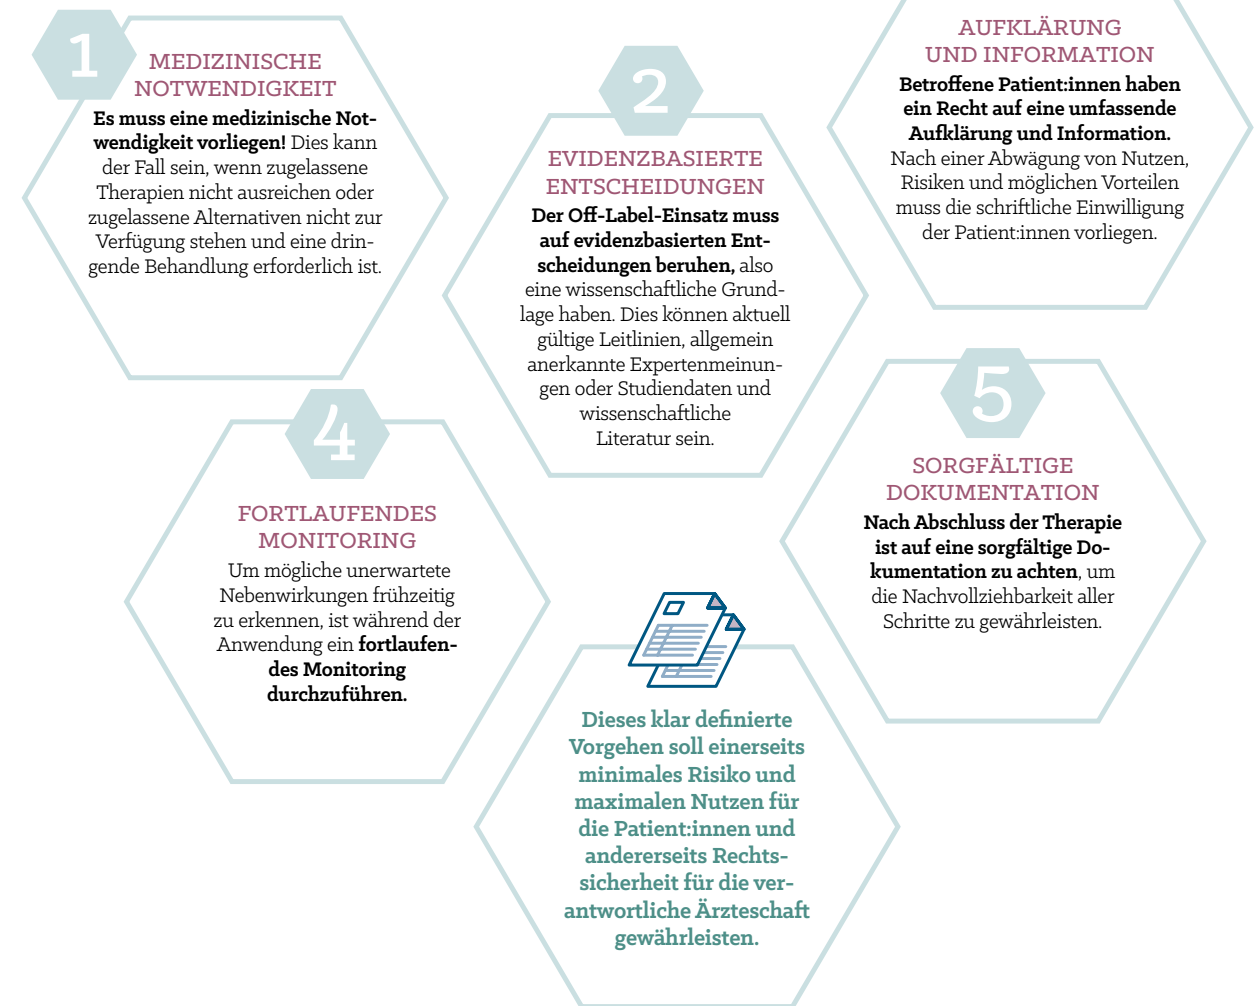 1
MEDIZINISCHE
NOTWENDIGKEIT
Es muss eine medizinische Not-
wendigkeit vorliegen! Dies kann
der Fall sein, wenn zugelassene
Therapien nicht ausreichen oder
zugelassene Alternativen nicht zur
Verfügung stehen und eine drin-
gende Behandlung erforderlich ist.
2
EVIDENZBASIERTE
ENTSCHEIDUNGEN
Der Off-Label-Einsatz muss
auf evidenzbasierten Ent-
scheidungen beruhen, also
eine wissenschaftliche Grund-
lage haben. Dies können aktuell
gültige Leitlinien, allgemein
anerkannte Expertenmeinun-
gen oder Studiendaten und
wissenschaftliche
Literatur sein.
AUFKLÄRUNG
UND INFORMATION
Betroffene Patient:innen haben
ein Recht auf eine umfassende
Aufklärung und Information.
Nach einer Abwägung von Nutzen,
Risiken und möglichen Vorteilen
muss die schriftliche Einwilligung
der Patient:innen vorliegen.
4
FORTLAUFENDES
MONITORING
Um mögliche unerwartete
Nebenwirkungen frühzeitig
zu erkennen, ist während der
Anwendung ein fortlaufen-
des Monitoring
durchzuführen.
5
SORGFÄLTIGE
DOKUMENTATION
Nach Abschluss der Therapie
ist auf eine sorgfältige Do-
kumentation zu achten, um
die Nachvollziehbarkeit aller
Schritte zu gewährleisten.
Dieses klar definierte
Vorgehen soll einerseits
minimales Risiko und
maximalen Nutzen für
die Patient:innen und
andererseits Rechts-
sicherheit für die ver-
antwortliche Ärzteschaft
gewährleisten.